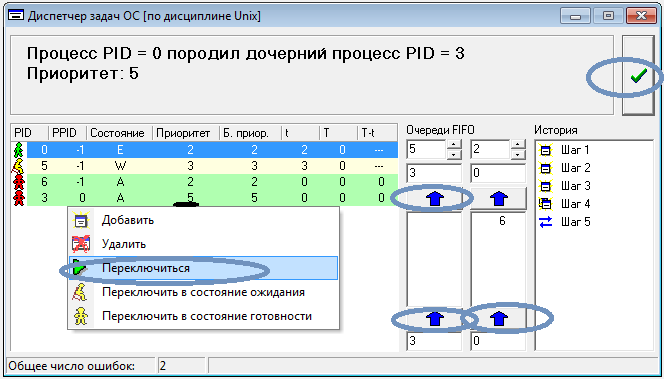 Диспетчер задач ОС [по дисциплине Unix]
Процесс PID = 0 породил дочерний процесс PID = 3
Приоритет: 5
PID PPID Состояние Приоритет Б. приор. t T T-t
0 -1 E 2 2 2 0 ---
5 -1 W 3 3 3 0 ---
6 -1 A 2 2 0 0 0
3 0 A 5 5 0 0 0
Добавить
Удалить
Переключиться
Переключить в состояние ожидания
Переключить в состояние готовности
Очереди FIFO
5 2
3 0
6
3 0
История
Шаг 1
Шаг 2
Шаг 3
Шаг 4
Шаг 5
Общее число ошибок: 2